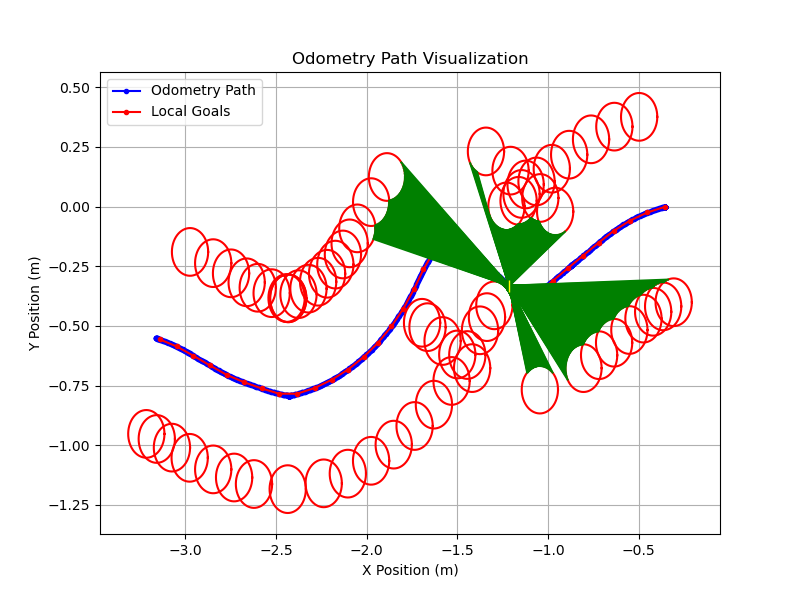 Odometry Path Visualization
Odometry Path
Local Goals
0.50
0.25
0.00
−0.25
−0.50
−0.75
−1.00
−1.25
Y Position (m)
−3.0 −2.5 −2.0 −1.5 −1.0 −0.5
X Position (m)